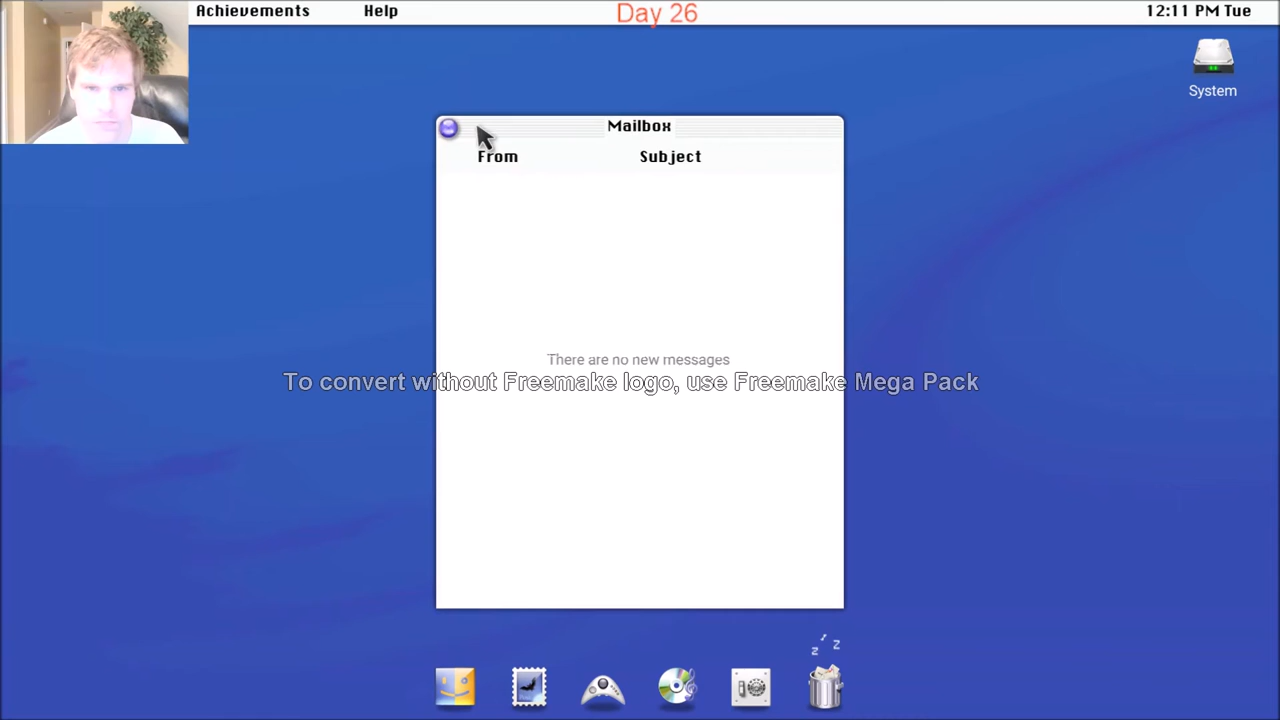 Achievements Help Day 26 12:11 PM Tue
System
Mailbox
From Subject
There are no new messages
To convert without Freemake logo, use Freemake Mega Pack
z z